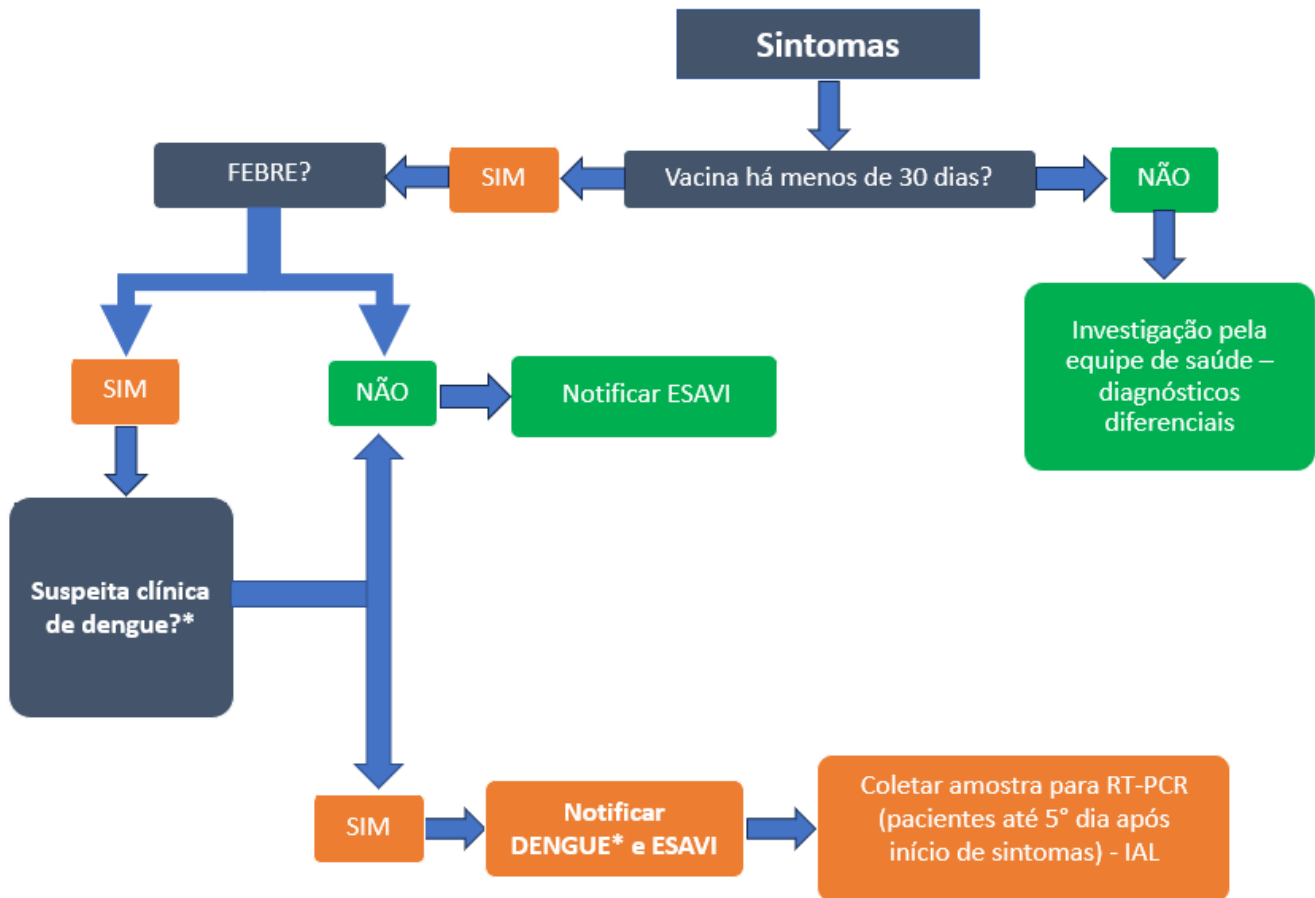 Sintomas
FEBRE?
SIM
Vacina há menos de 30 dias?
NÃO
Investigação pela
equipe de saúde –
diagnósticos
diferenciais
SIM
NÃO
Notificar ESAVI
Suspeita clínica
de dengue?*
SIM
Notificar
DENGUE* e ESAVI
Coletar amostra para RT-PCR
(pacientes até 5° dia após
início de sintomas) - IAL